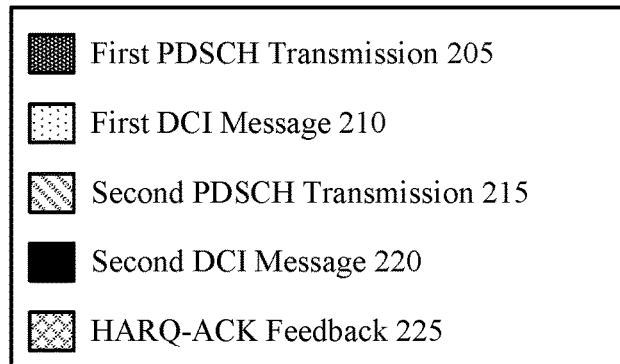 First PDSCH Transmission 205
First DCI Message 210
Second PDSCH Transmission 215
Second DCI Message 220
HARQ-ACK Feedback 225